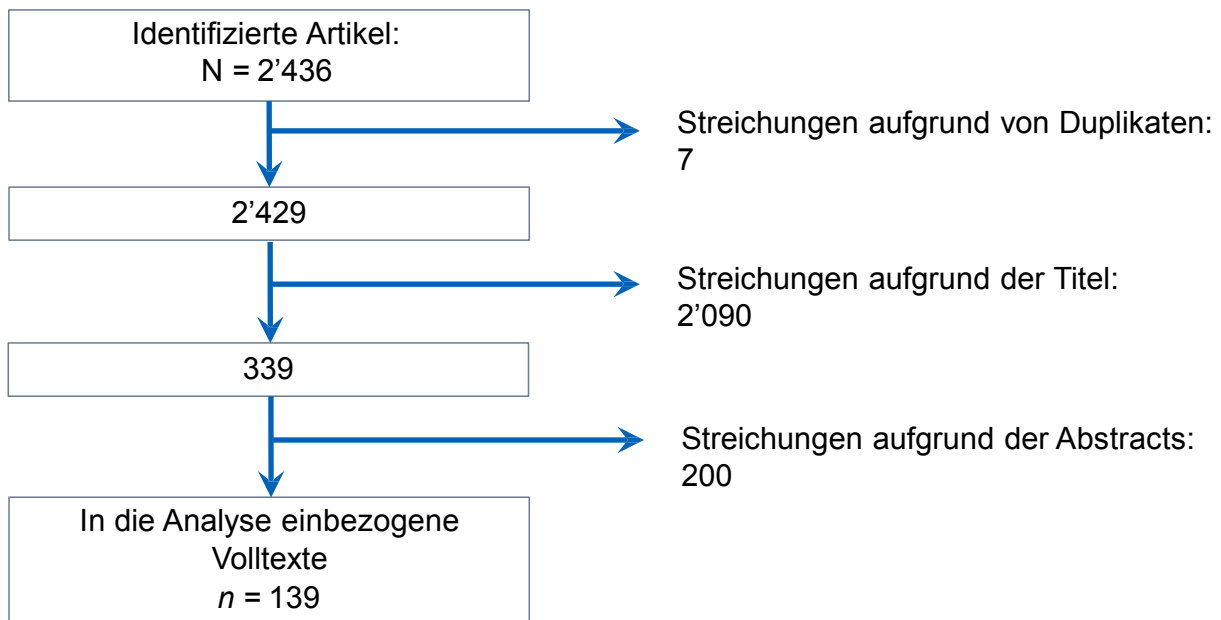 Identifizierte Artikel:
N = 2’436
Streichungen aufgrund von Duplikaten:
7
2’429
Streichungen aufgrund der Titel:
2’090
339
Streichungen aufgrund der Abstracts:
200
In die Analyse einbezogene
Volltexte
n = 139